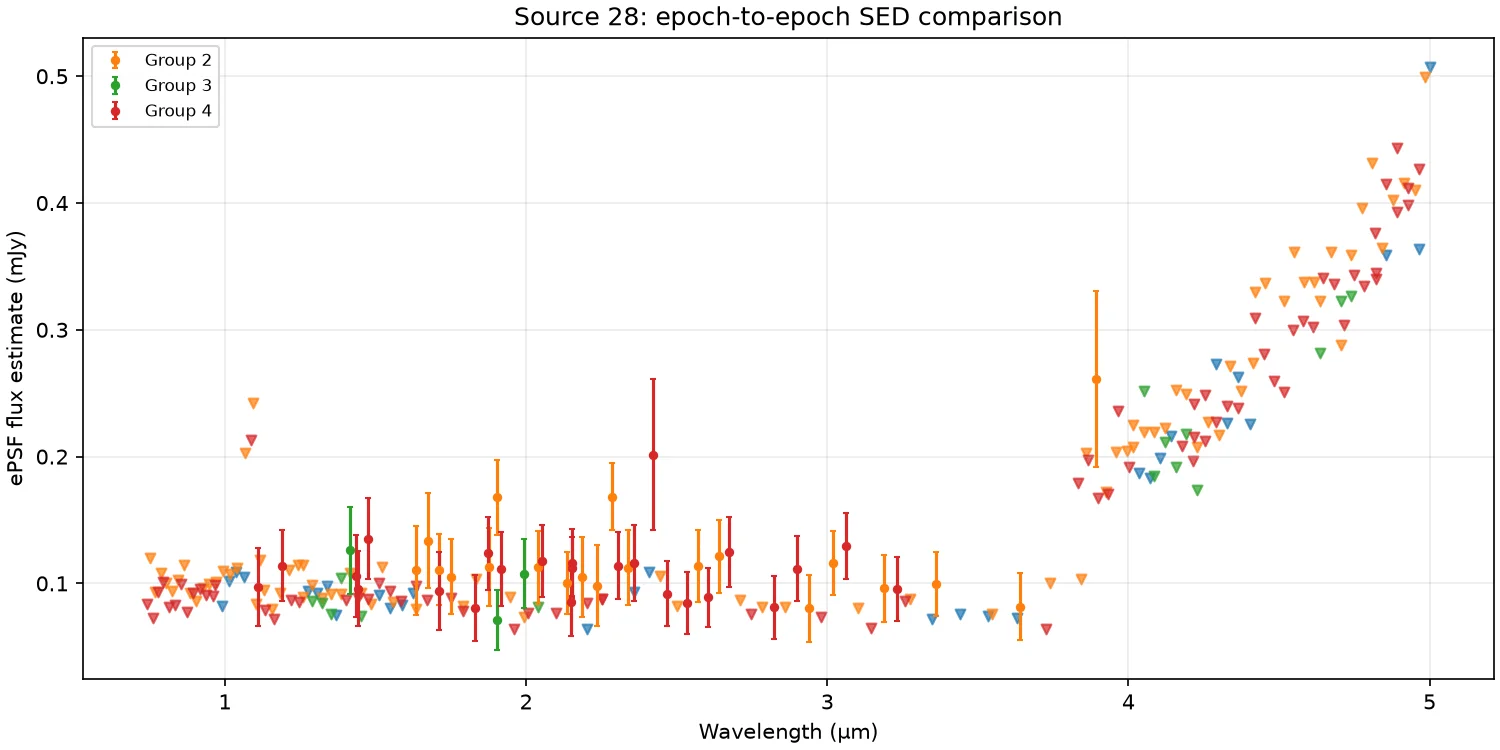 Source 28: epoch-to-epoch SED comparison
Group 2
Group 3
Group 4
ePSF flux estimate (mJy)
0.5
0.4
0.3
0.2
0.1
1 2 3 4 5
Wavelength (μm)